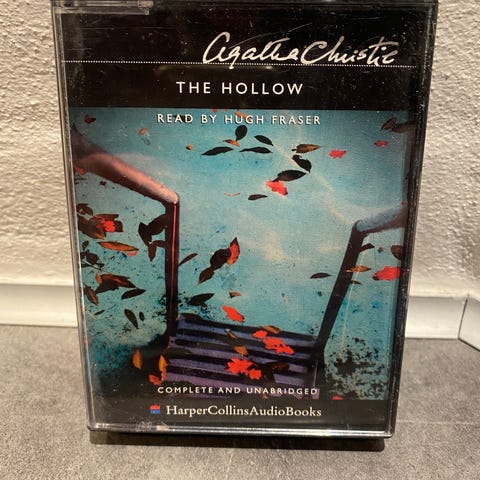 Agatha Christie
THE HOLLOW
READ BY HUGH FRASER
COMPLETE AND UNABRIDGED
HarperCollinsAudioBooks